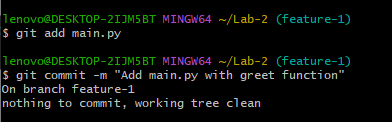 lenovo@DESKTOP-2IJM5BT MINGW64 ~/Lab-2 (feature-1)
$ git add main.py
lenovo@DESKTOP-2IJM5BT MINGW64 ~/Lab-2 (feature-1)
$ git commit -m "Add main.py with greet function"
On branch feature-1
nothing to commit, working tree clean